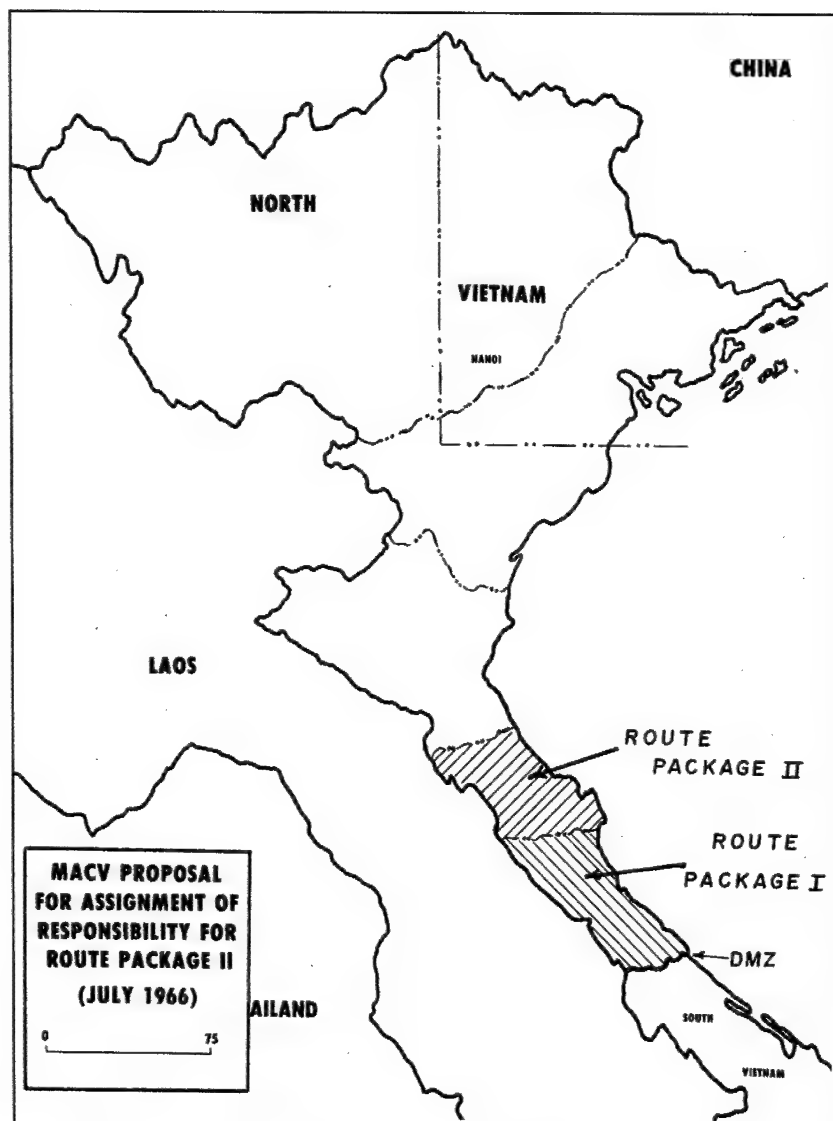 CHINA
NORTH
VIETNAM
HANOI
LAOS
ROUTE
PACKAGE II
ROUTE
PACKAGE I
DMZ
MACV PROPOSAL
FOR ASSIGNMENT OF
RESPONSIBILITY FOR
ROUTE PACKAGE II
(JULY 1966)
0 75
AILAND
SOUTH
VIETNAM